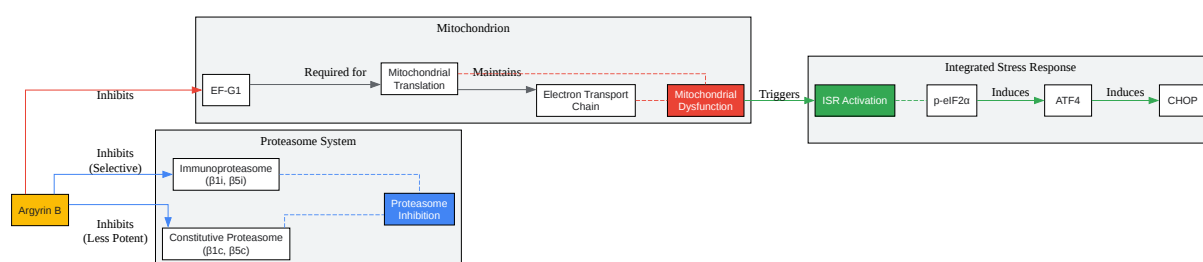 Mitochondrion
EF-G1
Required for
Mitochondrial
Translation
Maintains
Electron Transport
Chain
Mitochondrial
Dysfunction
Inhibits
Triggers
Integrated Stress Response
ISR Activation
p-eIF2α
Induces
ATF4
Induces
CHOP
Proteasome System
Inhibits
(Selective)
Immunoproteasome
(β1i, β5i)
Argyrin B
Proteasome
Inhibition
Inhibits
(Less Potent)
Constitutive Proteasome
(β1c, β5c)